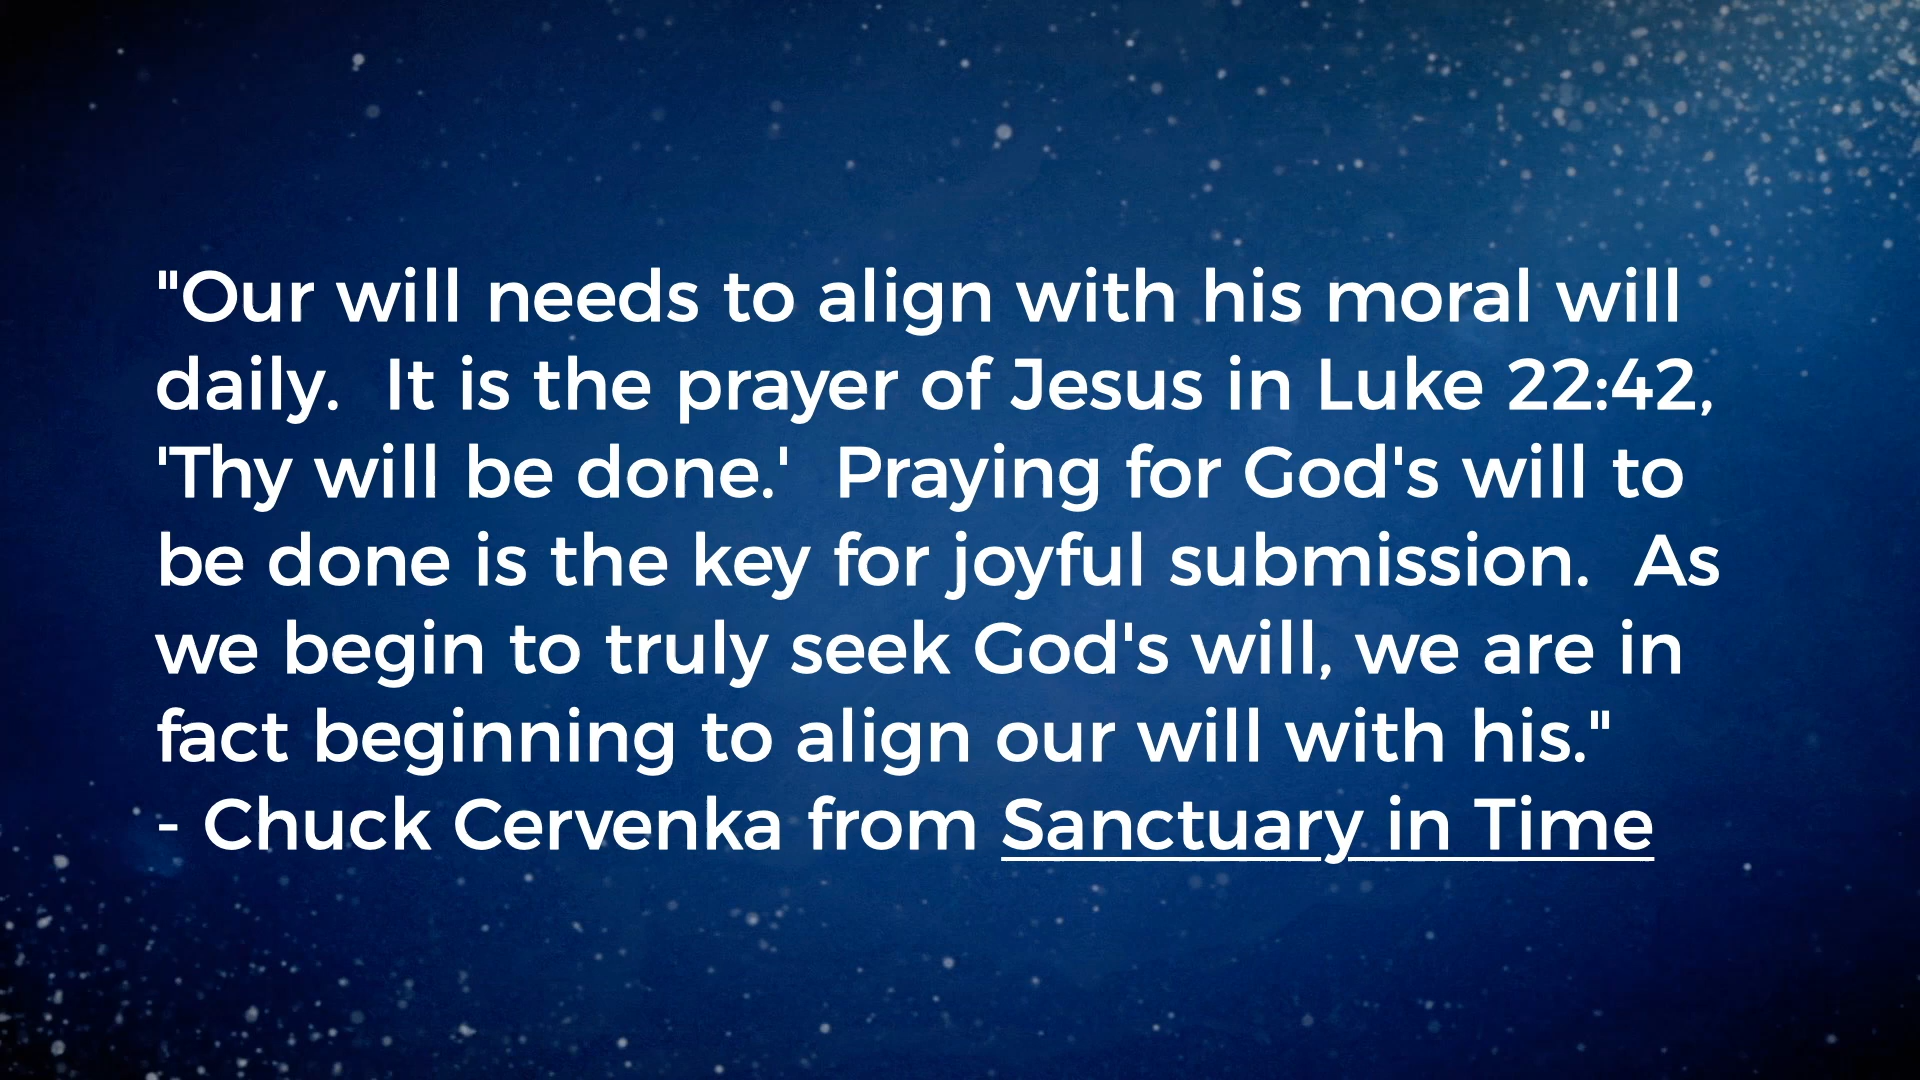 "Our will needs to align with his moral will
daily.  It is the prayer of Jesus in Luke 22:42,
'Thy will be done.'  Praying for God's will to
be done is the key for joyful submission.  As
we begin to truly seek God's will, we are in
fact beginning to align our will with his."
- Chuck Cervenka from Sanctuary in Time